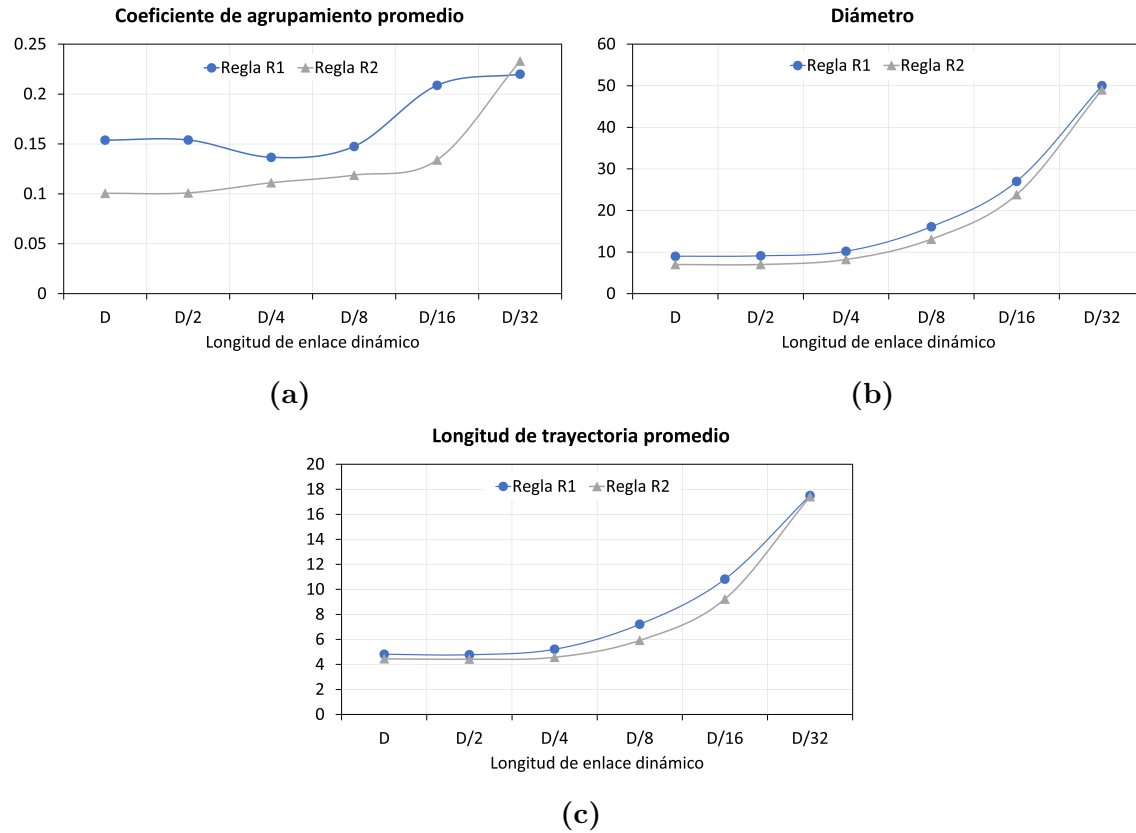 Coeficiente de agrupamiento promedio
0.25
0.2
0.15
0.1
0.05
0
Regla R1 Regla R2
D D/2 D/4 D/8 D/16 D/32
Longitud de enlace dinámico
(a)
Diámetro
60
50
40
30
20
10
0
Regla R1 Regla R2
D D/2 D/4 D/8 D/16 D/32
Longitud de enlace dinámico
(b)
Longitud de trayectoria promedio
20
18
16
14
12
10
8
6
4
2
0
Regla R1 Regla R2
D D/2 D/4 D/8 D/16 D/32
Longitud de enlace dinámico
(c)